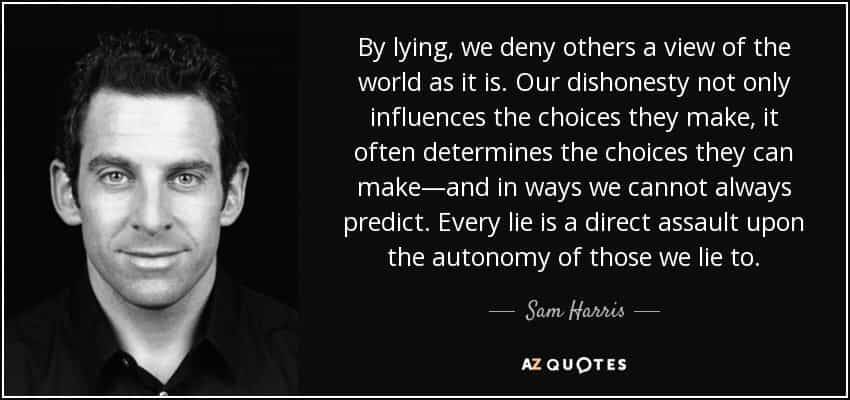 By lying, we deny others a view of the
world as it is. Our dishonesty not only
influences the choices they make, it
often determines the choices they can
make—and in ways we cannot always
predict. Every lie is a direct assault upon
the autonomy of those we lie to.
Sam Harris
AZ QUOTES